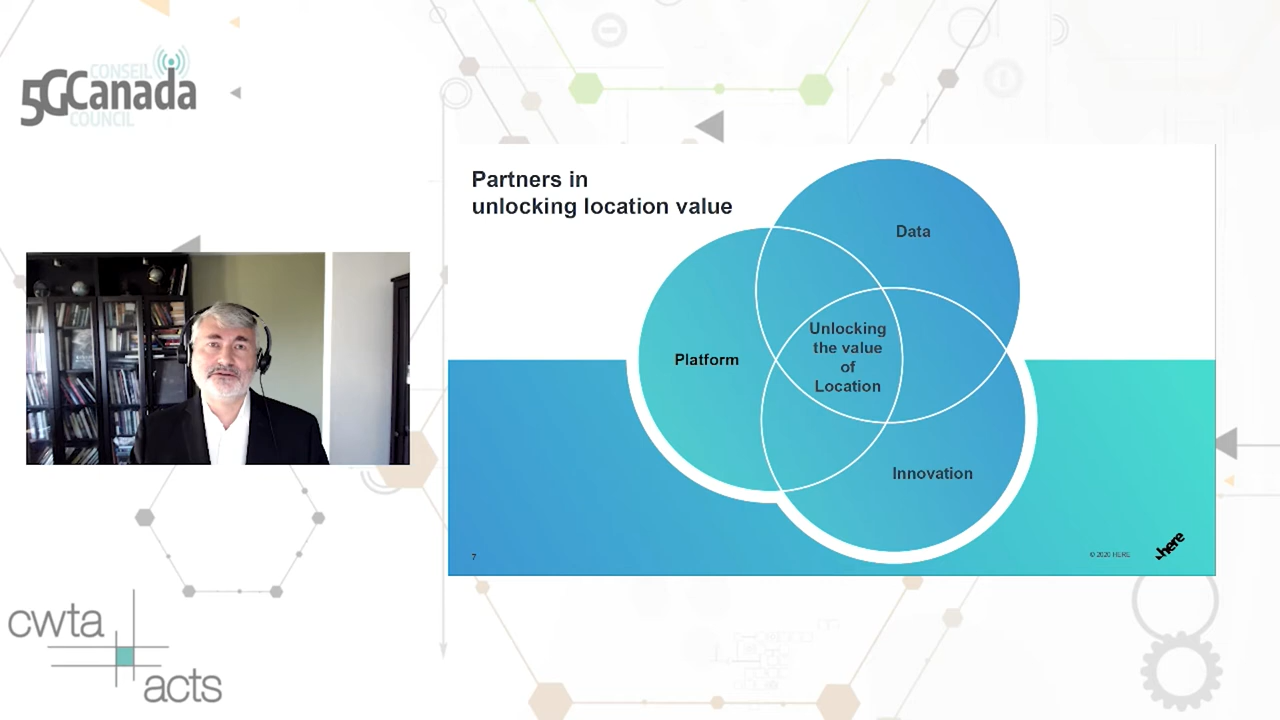 CONSEIL
5GCanada
COUNCIL
Partners in
unlocking location value
Data
Unlocking
the value
of
Location
Platform
Innovation
7
© 2020 HERE
here
cwta
acts